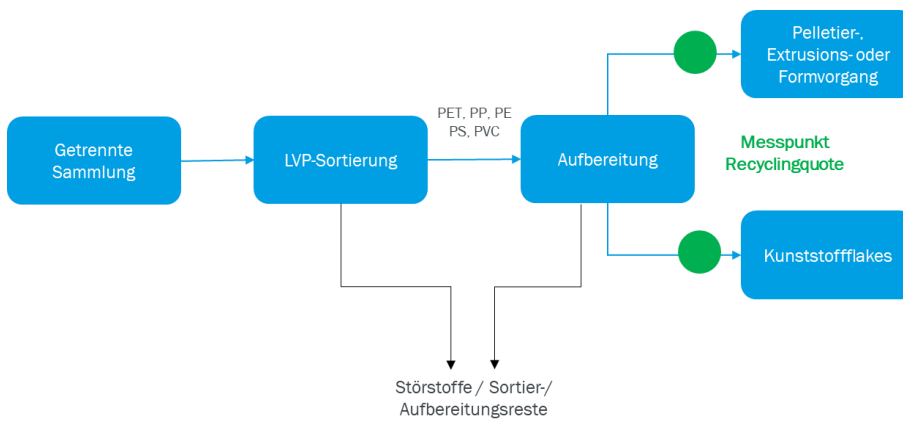 Getrennte
Sammlung
LVP-Sortierung
PET, PP, PE
PS, PVC
Aufbereitung
Pelletier-,
Extrusions- oder
Formvorgang
Messpunkt
Recyclingquote
Kunststoffflakes
Störstoffe / Sortier-/
Aufbereitungsreste